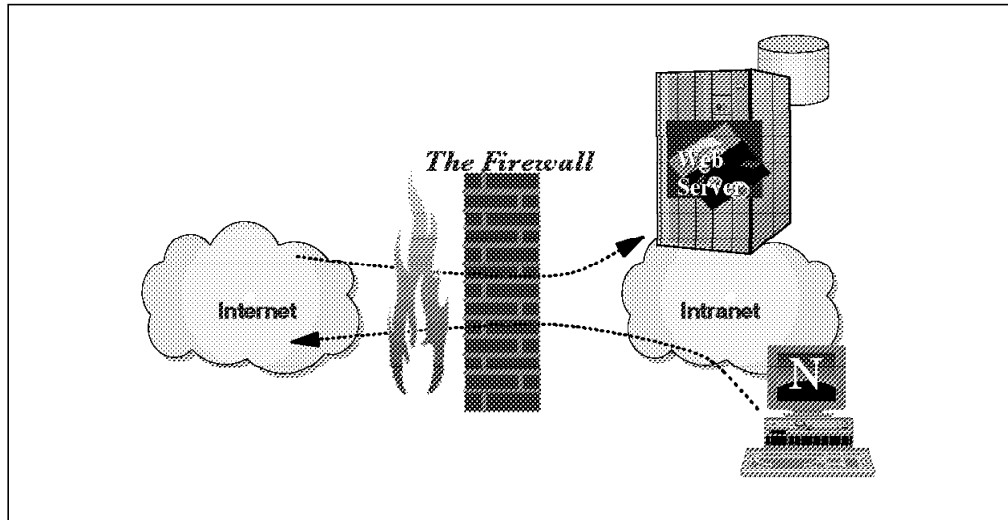 The Firewall
Web
Server
Internet
Intranet
N